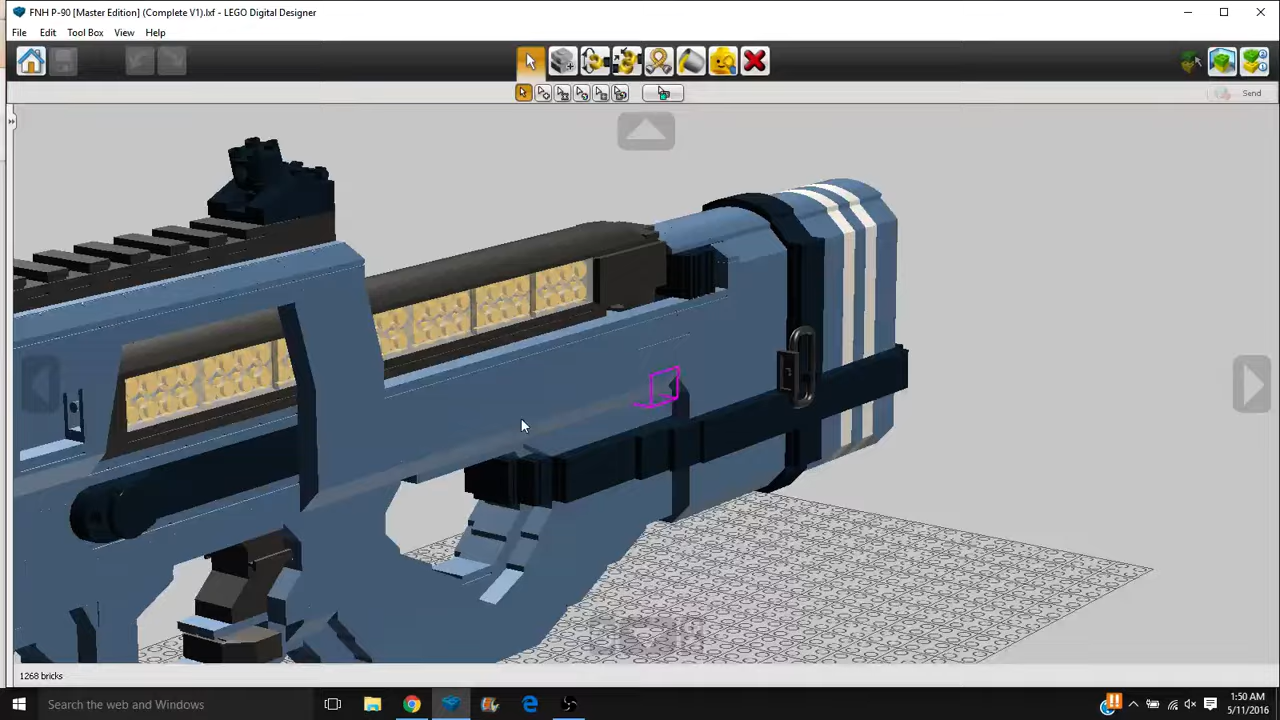 FNH P-90 [Master Edition] (Complete V1).lxf - LEGO Digital Designer
File Edit Tool Box View Help
Send
1268 bricks
Search the web and Windows
1:50 AM
5/11/2016